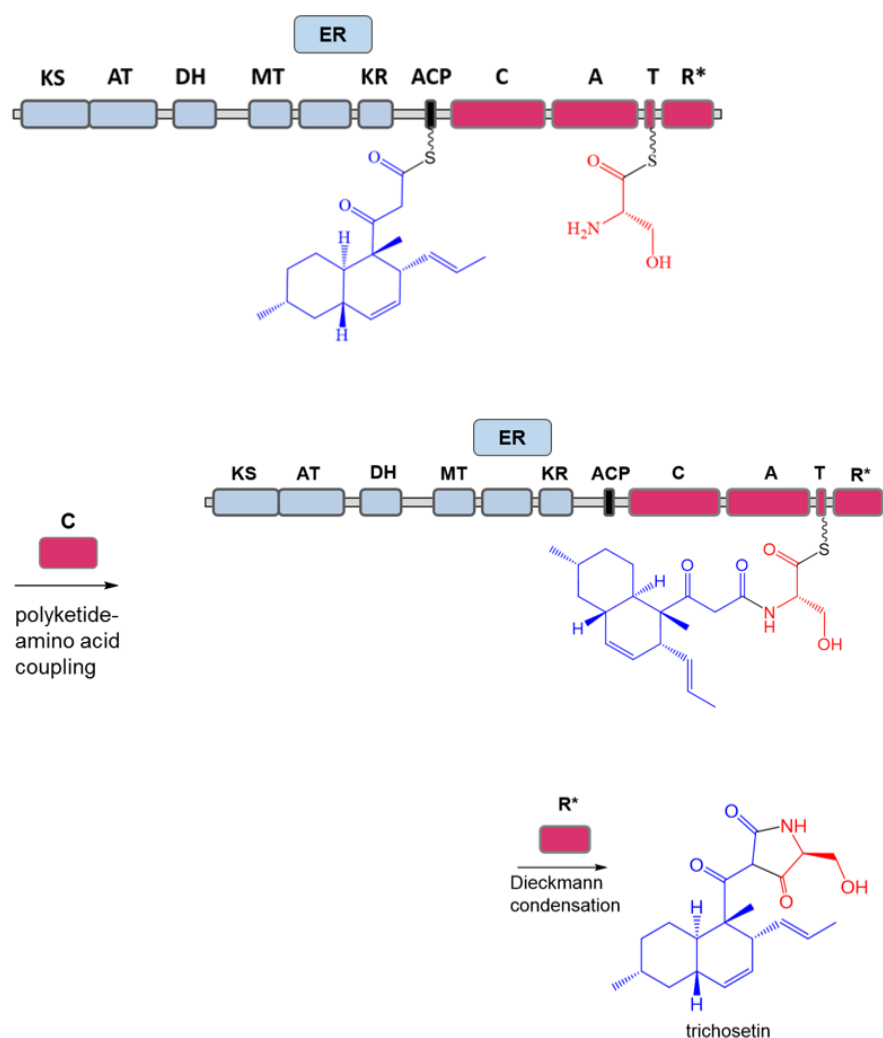 ER
KS AT DH MT KR ACP C A T R*
O S O S
O
H H₂N
OH
H
ER
KS AT DH MT KR ACP C A T R*
C
polyketide-
amino acid
coupling
S
O O O
H N
H
H OH
R*
Dieckmann
condensation
O NH
O
O OH
H
H
trichosetin